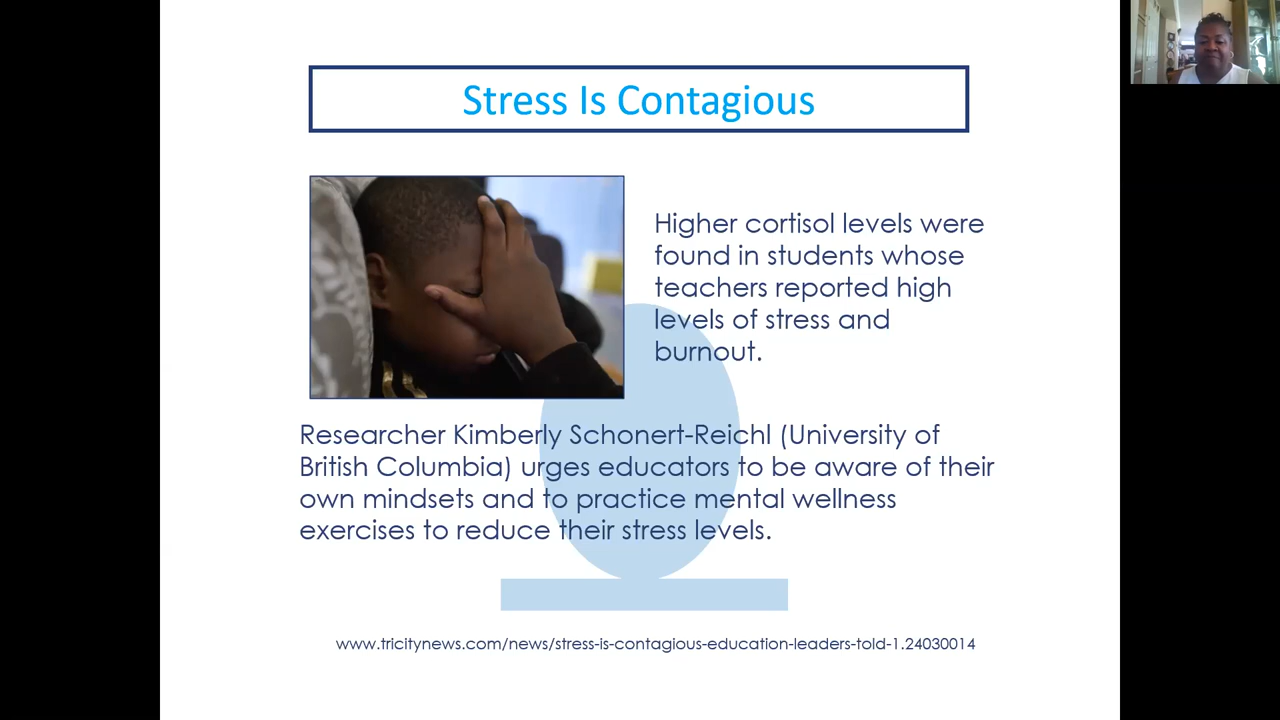 Stress Is Contagious
Higher cortisol levels were
found in students whose
teachers reported high
levels of stress and
burnout.
Researcher Kimberly Schonert-Reichl (University of
British Columbia) urges educators to be aware of their
own mindsets and to practice mental wellness
exercises to reduce their stress levels.
www.tricitynews.com/news/stress-is-contagious-education-leaders-told-1.24030014